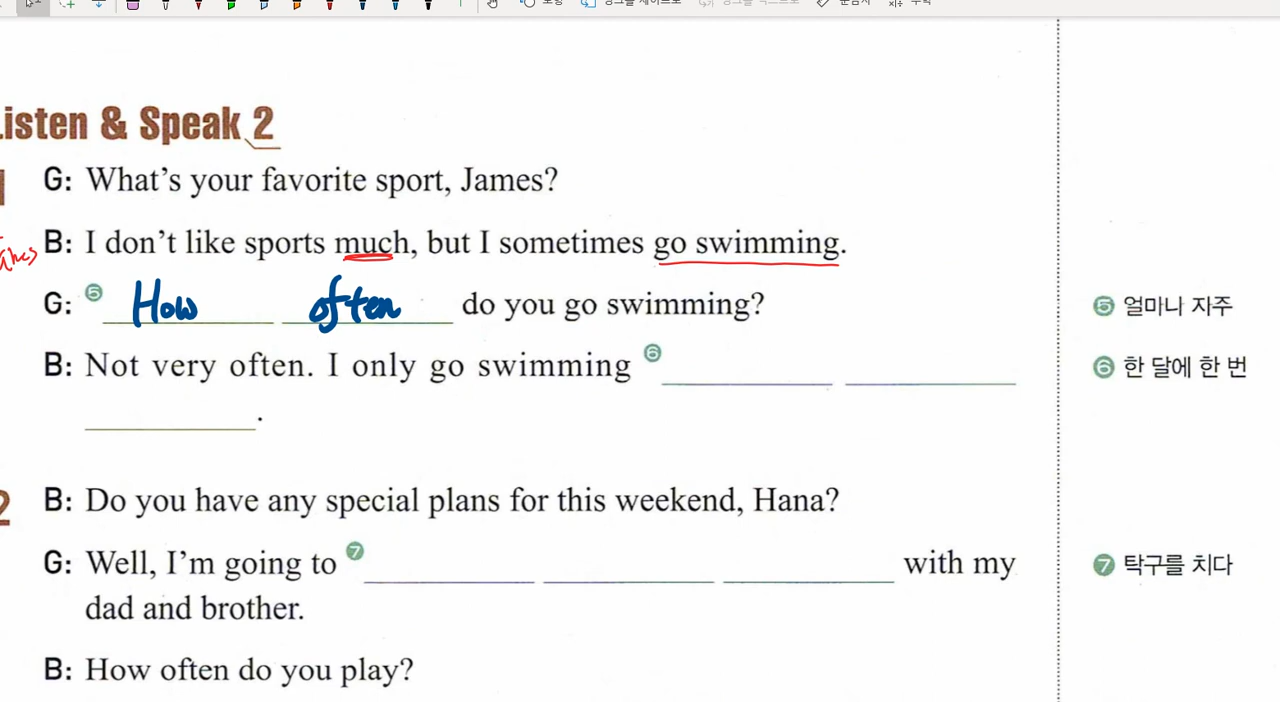 Listen & Speak 2
G: What's your favorite sport, James?
B: I don't like sports much, but I sometimes go swimming.
G: ⑤ How often do you go swimming?
⑤ 얼마나 자주
B: Not very often. I only go swimming ⑥
⑥ 한 달에 한 번
.
2
B: Do you have any special plans for this weekend, Hana?
G: Well, I'm going to ⑦ with my
⑦ 탁구를 치다
dad and brother.
B: How often do you play?